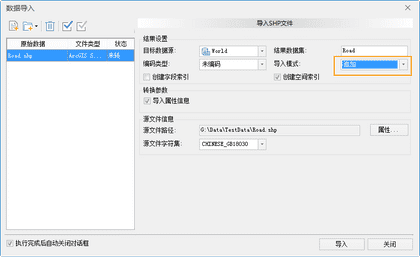 数据导入
导入SHP文件
原始数据 文件类型 状态
Road.shp ArcGIS S... 未转
结果设置
目标数据源: World 结果数据集: Road
编码类型: 未编码 导入模式: 追加
创建字段索引 创建空间索引
转换参数
导入属性信息
源文件信息
源文件路径: G:\Data\TestData\Road.shp 属性...
源文件字符集: CHINESE_GB18030
执行完成后自动关闭对话框 导入 关闭